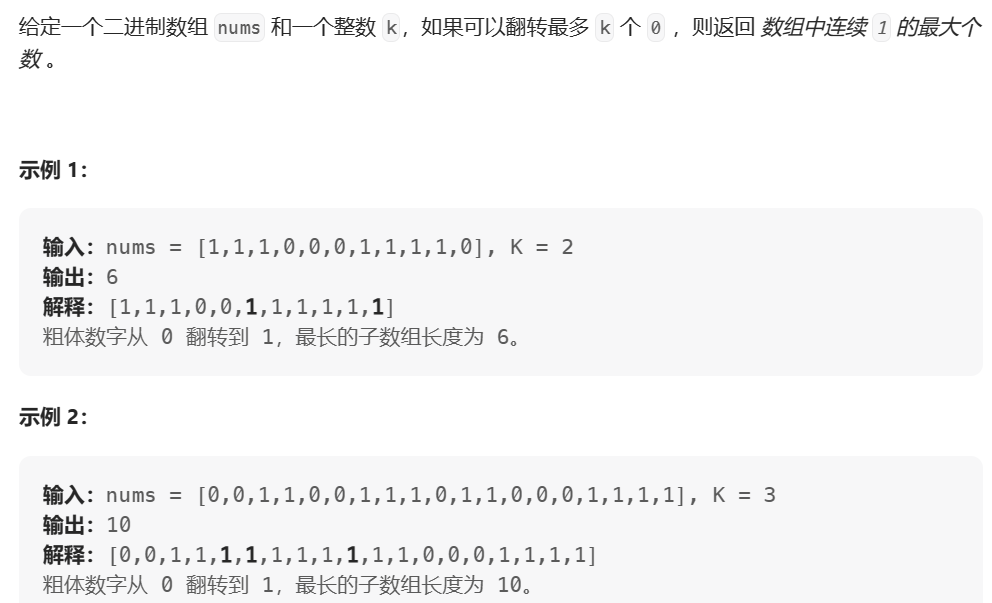 给定一个二进制数组 nums 和一个整数 k，如果可以翻转最多 k 个 0 ，则返回 数组中连续 1 的最大个
数 。
示例 1：
输入：nums = [1,1,1,0,0,0,1,1,1,1,0], K = 2
输出：6
解释：[1,1,1,0,0,1,1,1,1,1,1]
粗体数字从 0 翻转到 1，最长的子数组长度为 6。
示例 2：
输入：nums = [0,0,1,1,0,0,1,1,1,0,1,1,0,0,0,1,1,1,1], K = 3
输出：10
解释：[0,0,1,1,1,1,1,1,1,1,1,1,0,0,0,1,1,1,1]
粗体数字从 0 翻转到 1，最长的子数组长度为 10。